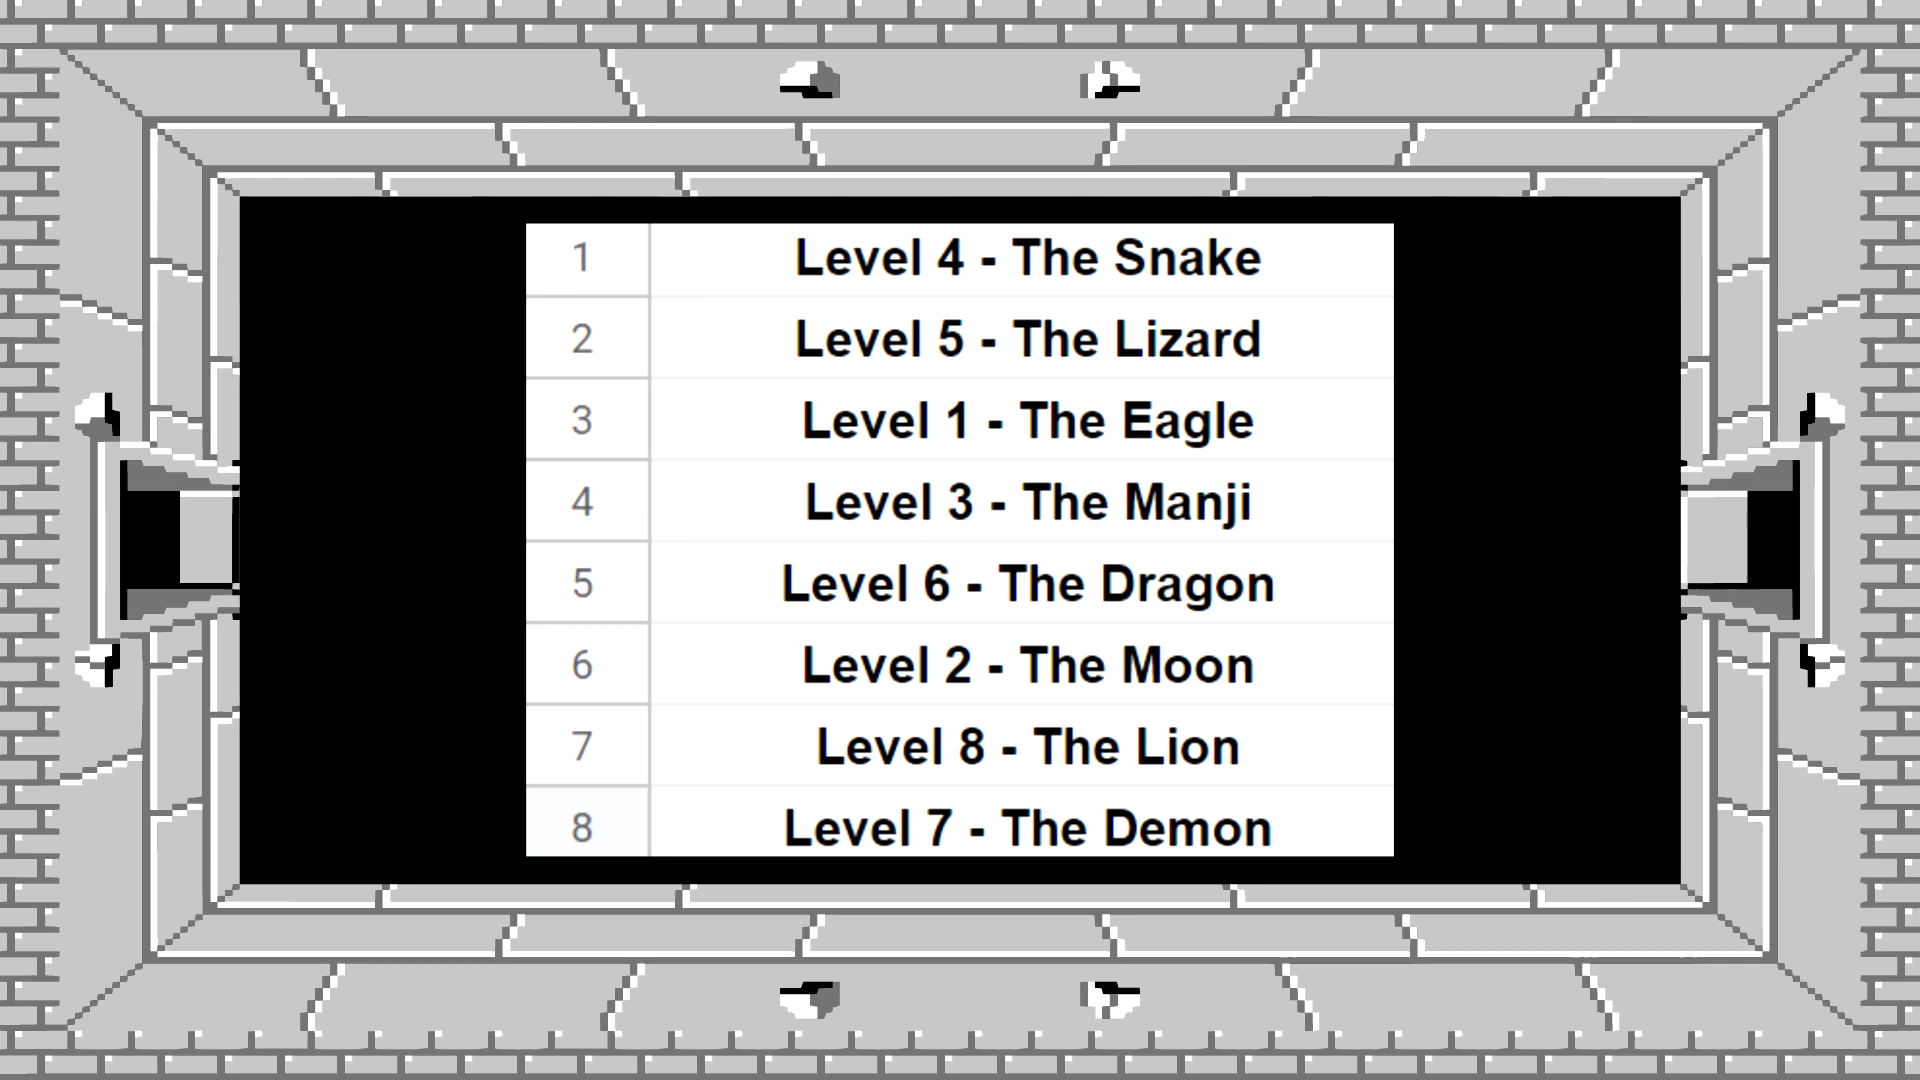 1 Level 4 - The Snake
2 Level 5 - The Lizard
3 Level 1 - The Eagle
4 Level 3 - The Manji
5 Level 6 - The Dragon
6 Level 2 - The Moon
7 Level 8 - The Lion
8 Level 7 - The Demon